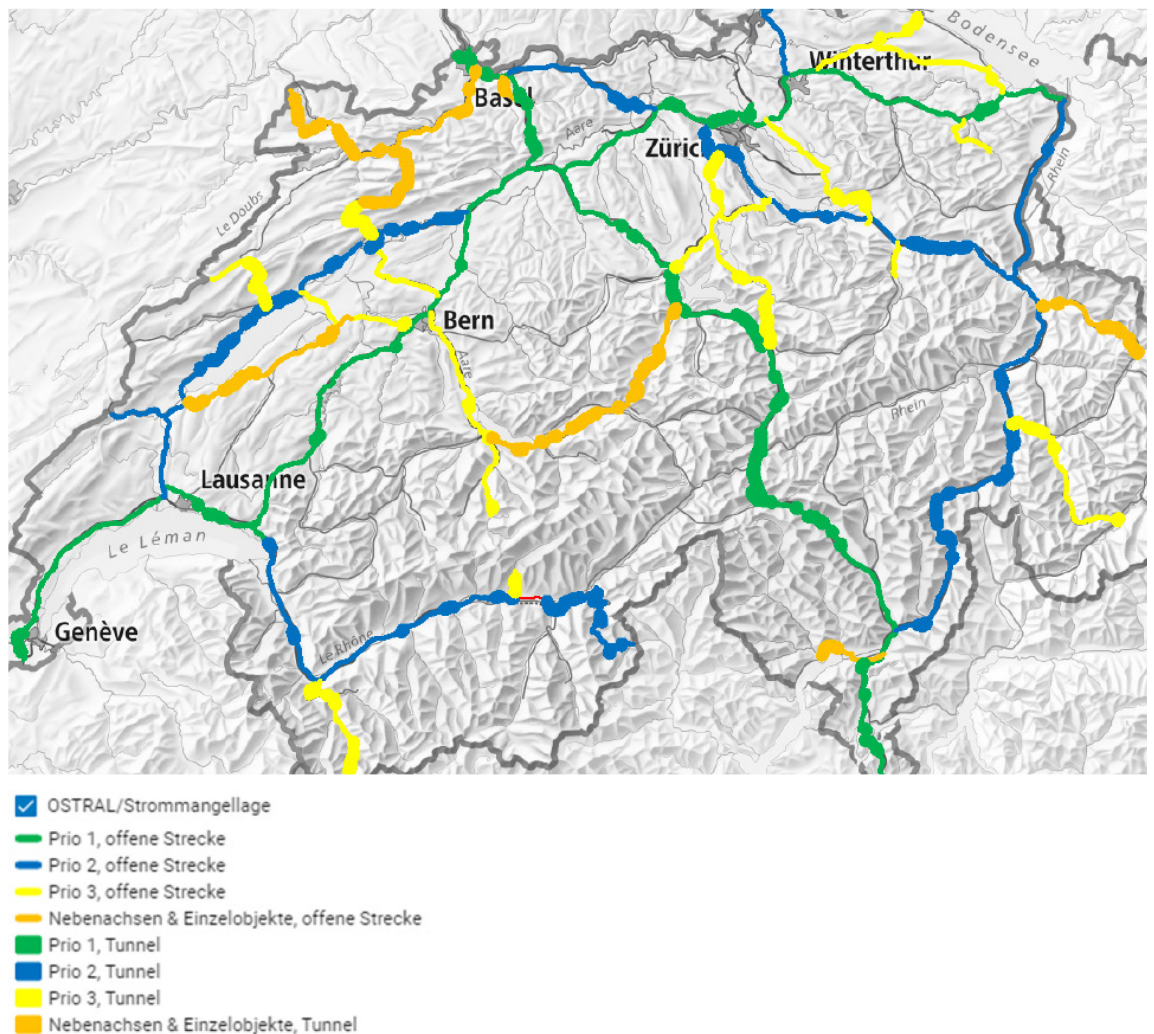 Bodensee
Winterthur
Basel
Aare
Züric
Rhein
Le Doubs
Bern
Aare
Rhein
Lausanne
Le Léman
Genève
Le Rhône
OSTRAL/Strommangellage
Prio 1, offene Strecke
Prio 2, offene Strecke
Prio 3, offene Strecke
Nebenachsen & Einzelobjekte, offene Strecke
Prio 1, Tunnel
Prio 2, Tunnel
Prio 3, Tunnel
Nebenachsen & Einzelobjekte, Tunnel